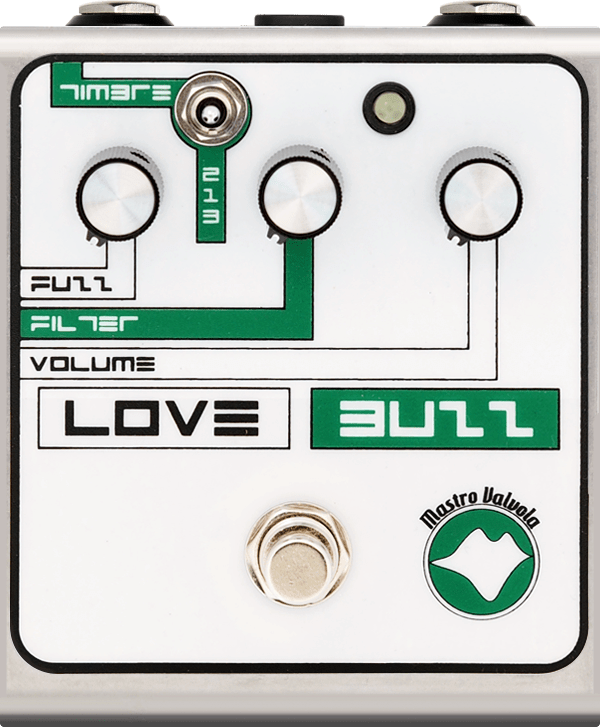 TIMBRE
2
1
3
FUZZ
FILTER
VOLUME
LOVE BUZZ
Mastro Valvola